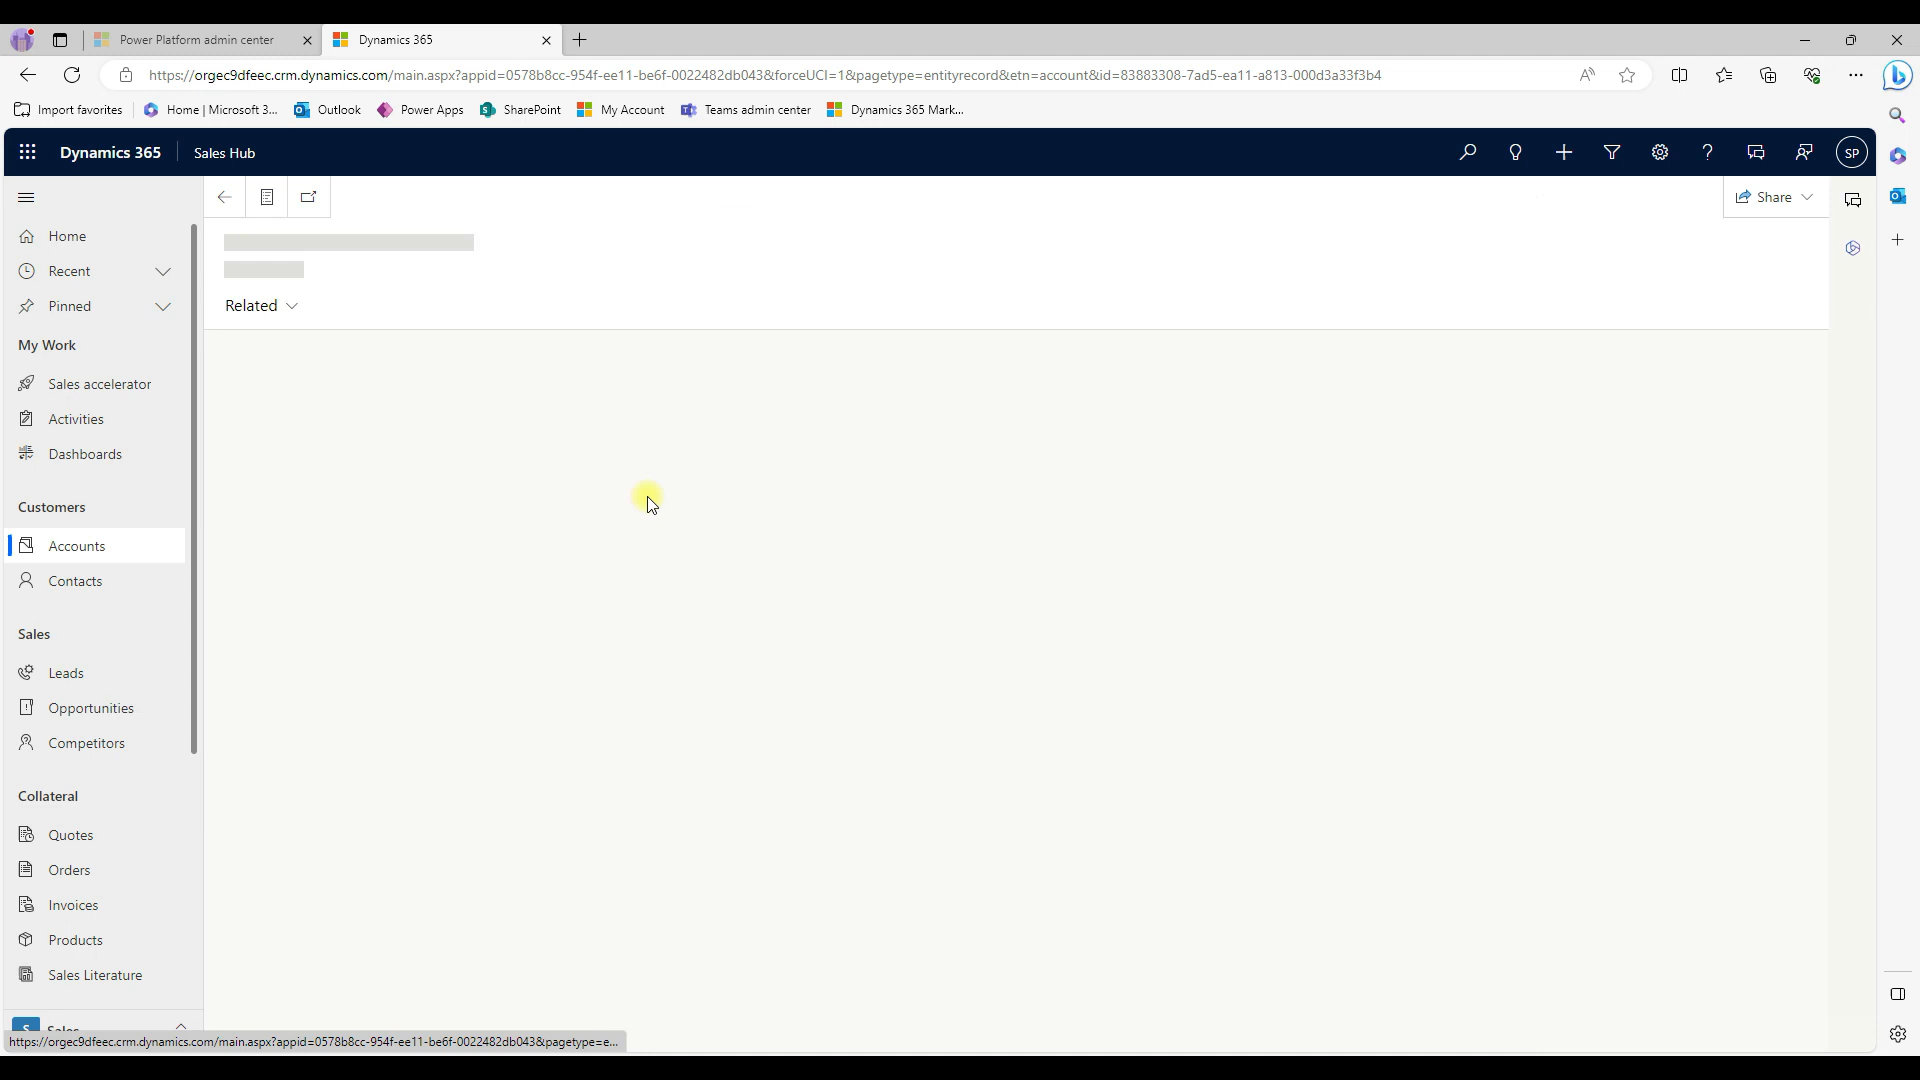 Power Platform admin center
Dynamics 365
https://orgec9dfeec.crm.dynamics.com/main.aspx?appid=0578b8cc-954f-ee11-be6f-0022482db043&forceUCI=1&pagetype=entityrecord&etn=account&id=83883308-7ad5-ea11-a813-000d3a33f3b4
Import favorites
Home | Microsoft 3...
Outlook
Power Apps
SharePoint
My Account
Teams admin center
Dynamics 365 Mark...
Dynamics 365
Sales Hub
SP
Share
Home
Recent
Pinned
Related
My Work
Sales accelerator
Activities
Dashboards
Customers
Accounts
Contacts
Sales
Leads
Opportunities
Competitors
Collateral
Quotes
Orders
Invoices
Products
Sales Literature
S Sales
https://orgec9dfeec.crm.dynamics.com/main.aspx?appid=0578b8cc-954f-ee11-be6f-0022482db043&pagetype=e...